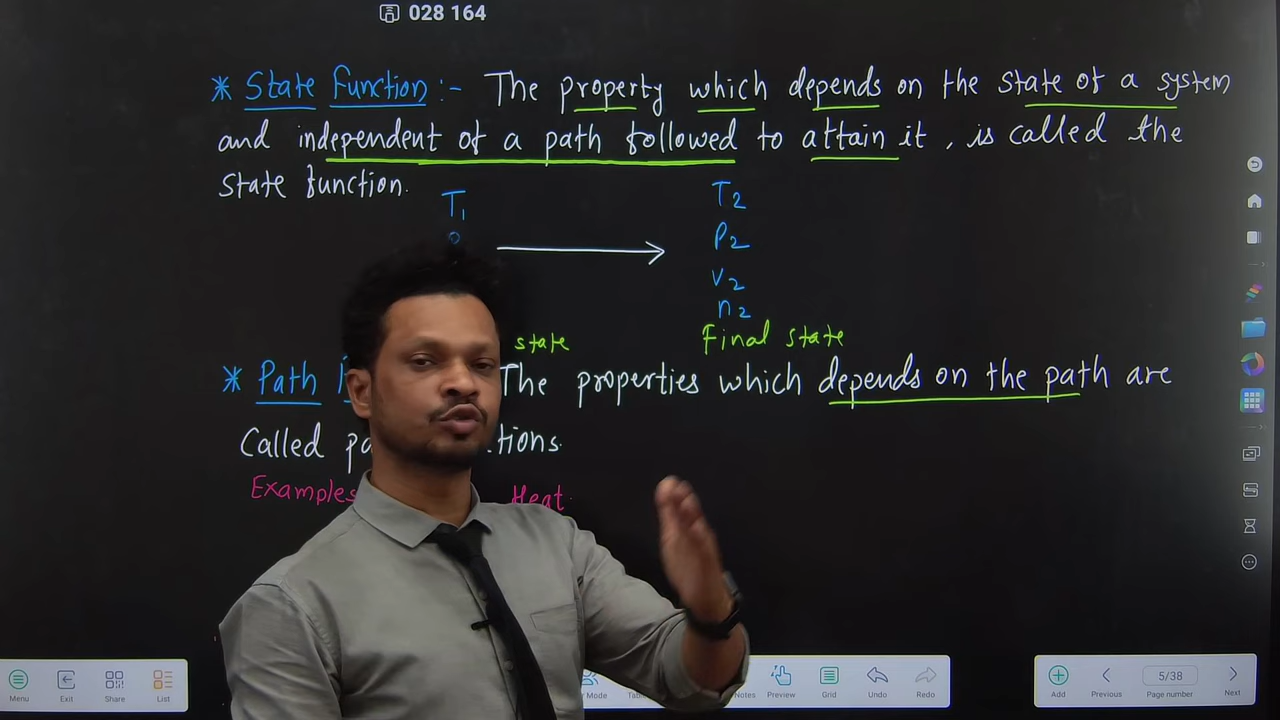 028 164
* State function :- The property which depends on the state of a system
and independent of a path followed to attain it , is called the
state function.
T1 T2
P2
V2
n2
state Final state
* Path The properties which depends on the path are
Called tions.
Examples Heat
Menu Exit Share List Mode Notes Preview Grid Undo Redo Add Previous 5/38 Page number Next